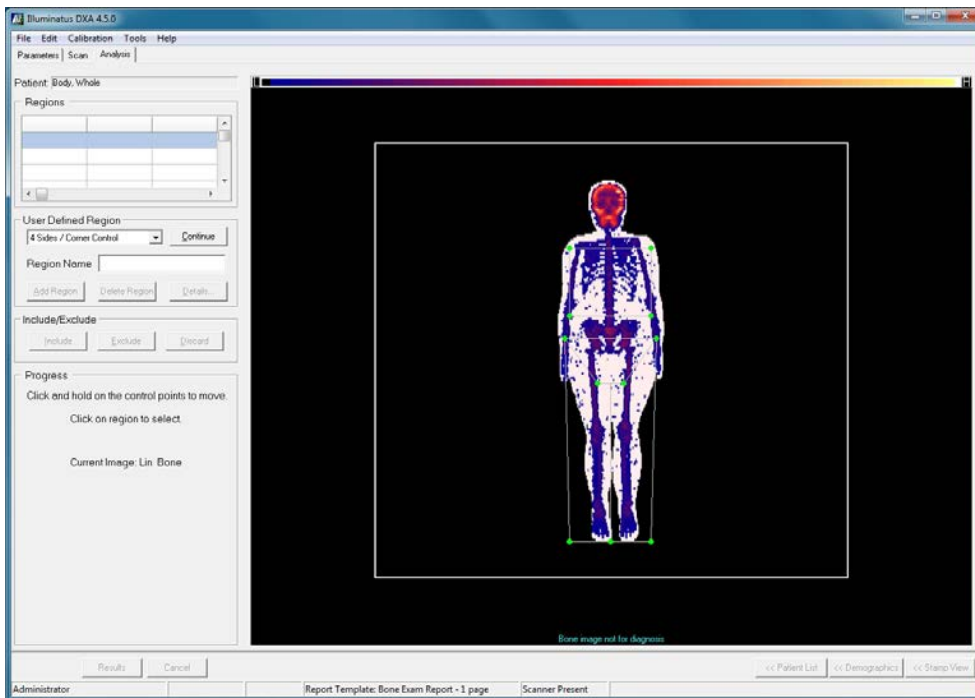 Illuminatus DXA 4.5.0
File Edit Calibration Tools Help
Parameters Scan Analysis
Patient: Body, Whole
L H
Regions
User Defined Region
4 Sides / Corner Control Continue
Region Name
Add Region Delete Region Details...
Include/Exclude
Include Exclude Discard
Progress
Click and hold on the control points to move.
Click on region to select
Current Image: Lin Bone
Bone image not for diagnosis
Results Cancel << Patient List << Demographics << Stamp View
Administrator Report Template: Bone Exam Report - 1 page Scanner Present